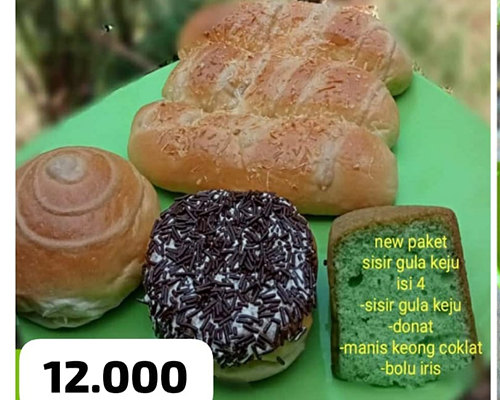 new paket
sisir gula keju
isi 4
-sisir gula keju
-donat
-manis keong coklat
-bolu iris
12.000